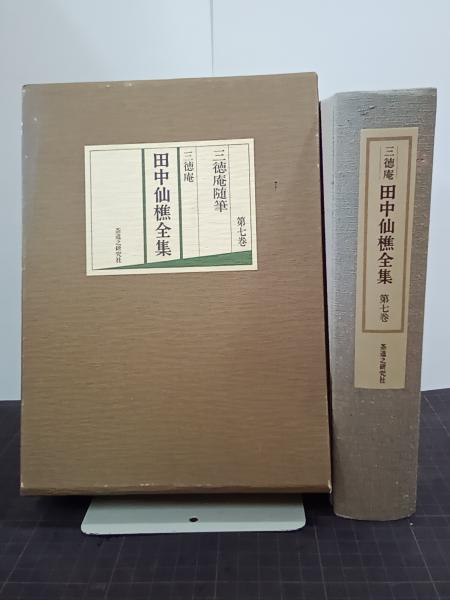 三徳庵随筆
第七巻
三徳庵
田中仙樵全集
茶道之研究社
三徳庵
田中仙樵全集
第七巻
茶道之研究社